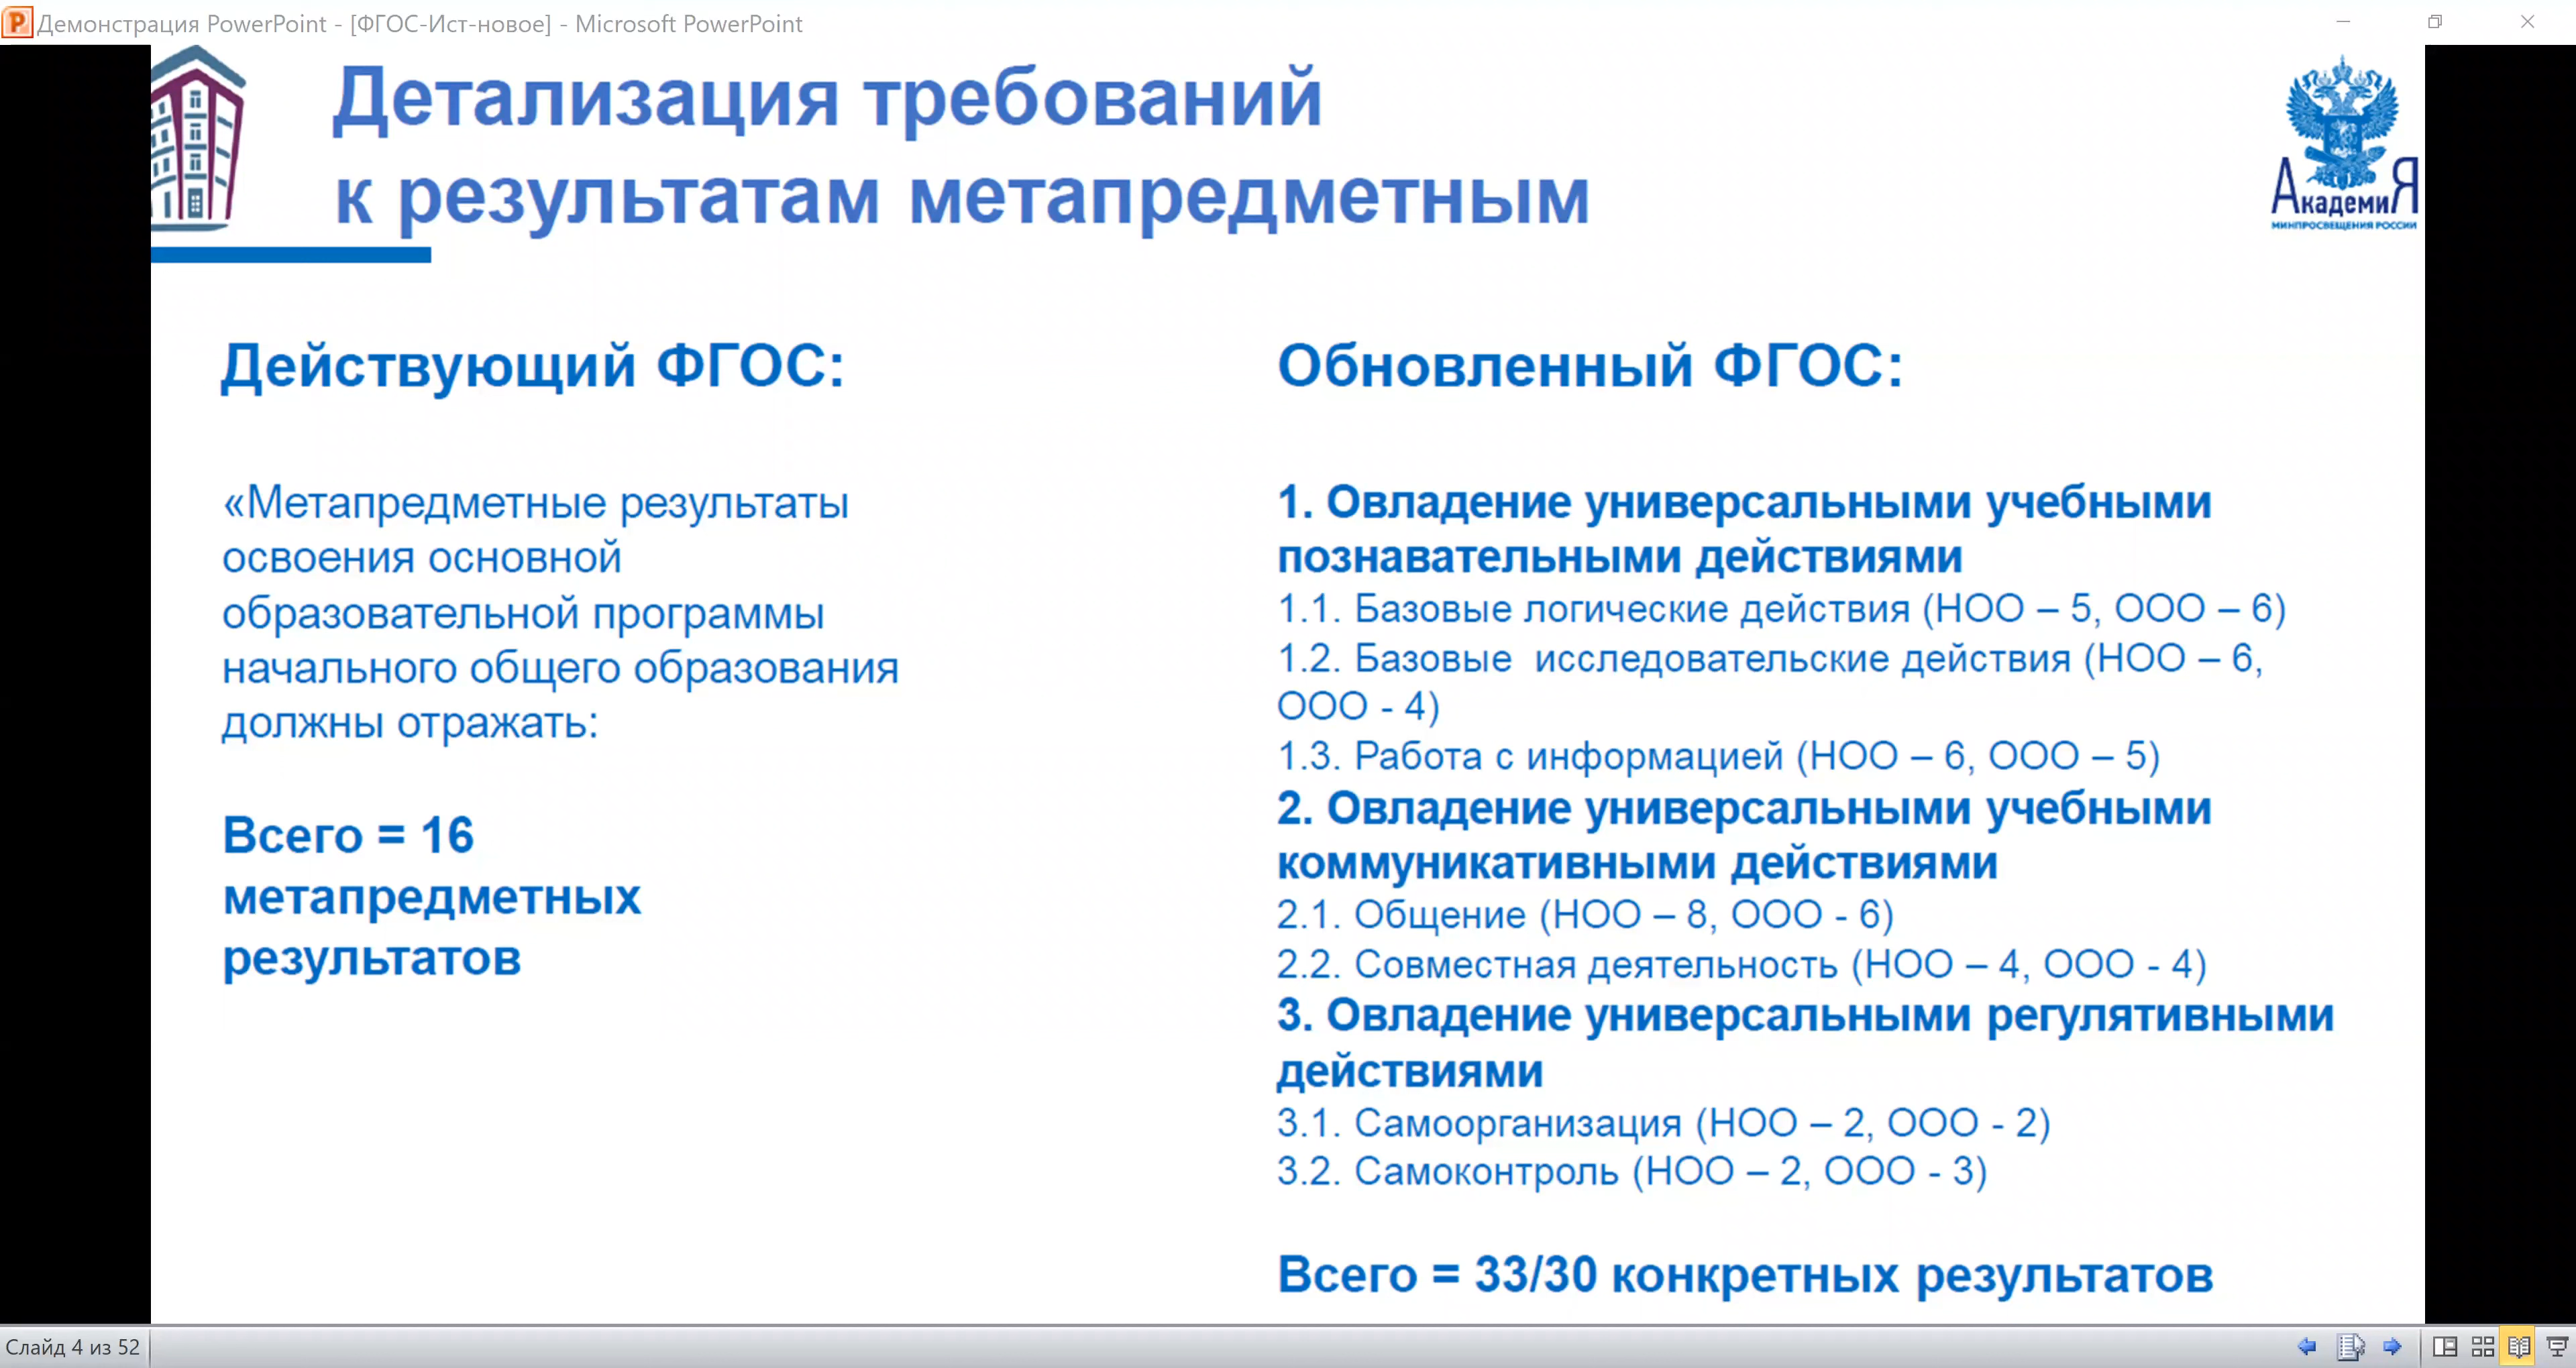 Демонстрация PowerPoint - [ФГОС-Ист-новое] - Microsoft PowerPoint
Детализация требований
к результатам метапредметным
АкадемиЯ
МИНПРОСВЕЩЕНИЯ РОССИИ
Действующий ФГОС:
«Метапредметные результаты
освоения основной
образовательной программы
начального общего образования
должны отражать:
Всего = 16
метапредметных
результатов
Обновленный ФГОС:
1. Овладение универсальными учебными
познавательными действиями
1.1. Базовые логические действия (НОО – 5, ООО – 6)
1.2. Базовые  исследовательские действия (НОО – 6,
ООО - 4)
1.3. Работа с информацией (НОО – 6, ООО – 5)
2. Овладение универсальными учебными
коммуникативными действиями
2.1. Общение (НОО – 8, ООО - 6)
2.2. Совместная деятельность (НОО – 4, ООО - 4)
3. Овладение универсальными регулятивными
действиями
3.1. Самоорганизация (НОО – 2, ООО - 2)
3.2. Самоконтроль (НОО – 2, ООО - 3)
Всего = 33/30 конкретных результатов
Слайд 4 из 52